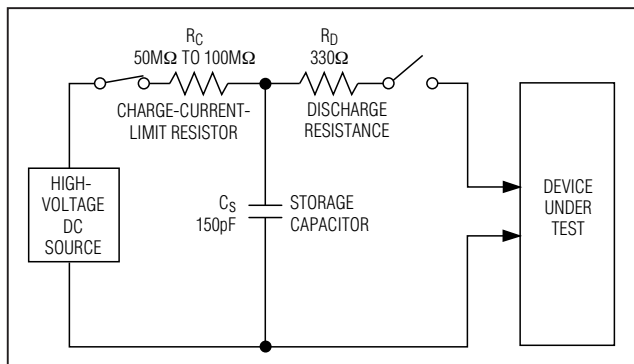 RC
50MΩ TO 100MΩ
CHARGE-CURRENT-
LIMIT RESISTOR
RD
330Ω
DISCHARGE
RESISTANCE
HIGH-
VOLTAGE
DC
SOURCE
CS
150pF
STORAGE
CAPACITOR
DEVICE
UNDER
TEST